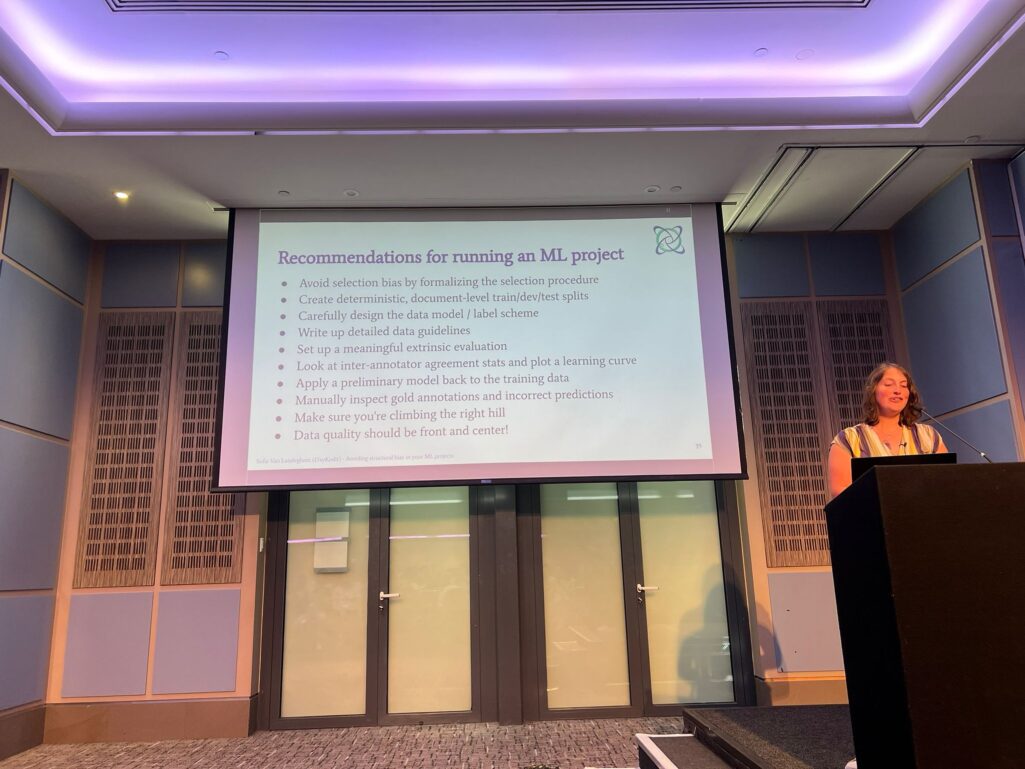 Recommendations for running an ML project
● Avoid selection bias by formalizing the selection procedure
● Create deterministic, document-level train/dev/test splits
● Carefully design the data model / label scheme
● Write up detailed data guidelines
● Set up a meaningful extrinsic evaluation
● Look at inter-annotator agreement stats and plot a learning curve
● Apply a preliminary model back to the training data
● Manually inspect gold annotations and incorrect predictions
● Make sure you're climbing the right hill
● Data quality should be front and center!
Sofie Van Landeghem (OxyKodit) - Avoiding structural bias in your ML projects